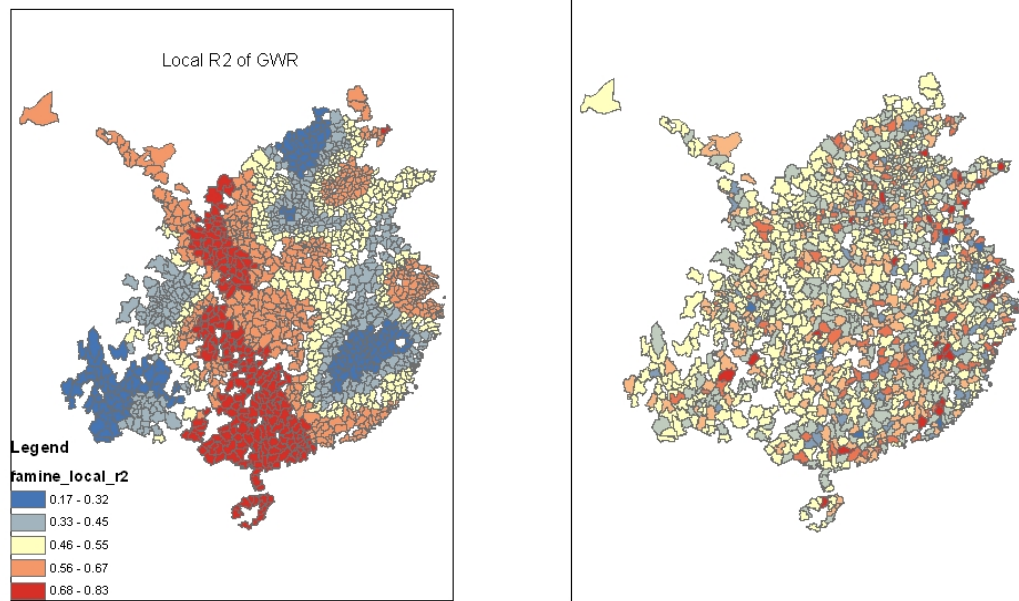 Local R2 of GWR
Legend
famine_local_r2
0.17 - 0.32
0.33 - 0.45
0.46 - 0.55
0.56 - 0.67
0.68 - 0.83